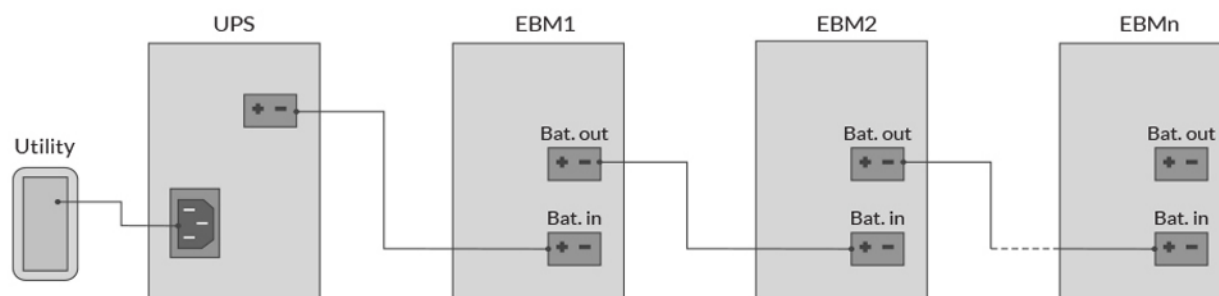 UPS
EBM1
EBM2
EBMn
Utility
Bat. out
Bat. out
Bat. out
Bat. in
Bat. in
Bat. in